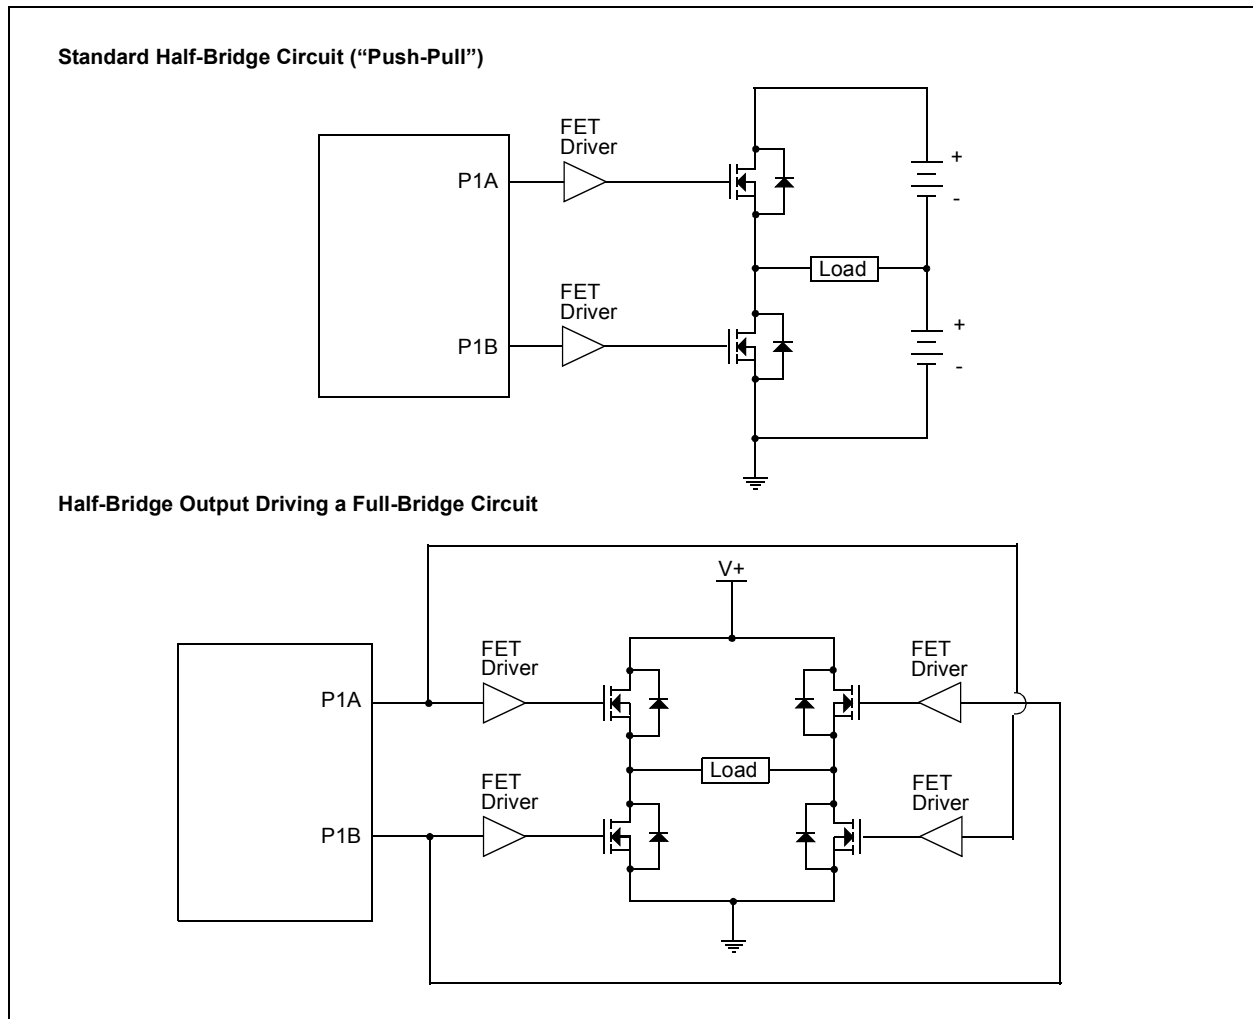 Standard Half-Bridge Circuit (“Push-Pull”)
FET
Driver
P1A
+
-
Load
FET
Driver
P1B
+
-
Half-Bridge Output Driving a Full-Bridge Circuit
V+
FET
Driver
FET
Driver
P1A
Load
FET
Driver
FET
Driver
P1B